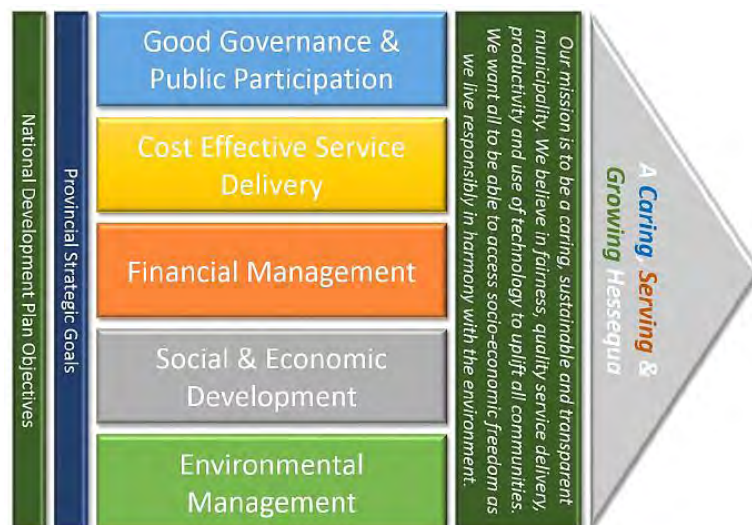 National Development Plan Objectives
Provincial Strategic Goals
Good Governance &
Public Participation
Cost Effective Service
Delivery
Financial Management
Social & Economic
Development
Environmental
Management
Our mission is to be a caring, sustainable and transparent
municipality. We believe in fairness, quality service delivery,
productivity and use of technology to uplift all communities.
We want all to be able to access socio-economic freedom as
we live responsibly in harmony with the environment.
A Caring, Serving &
Growing Hessequa